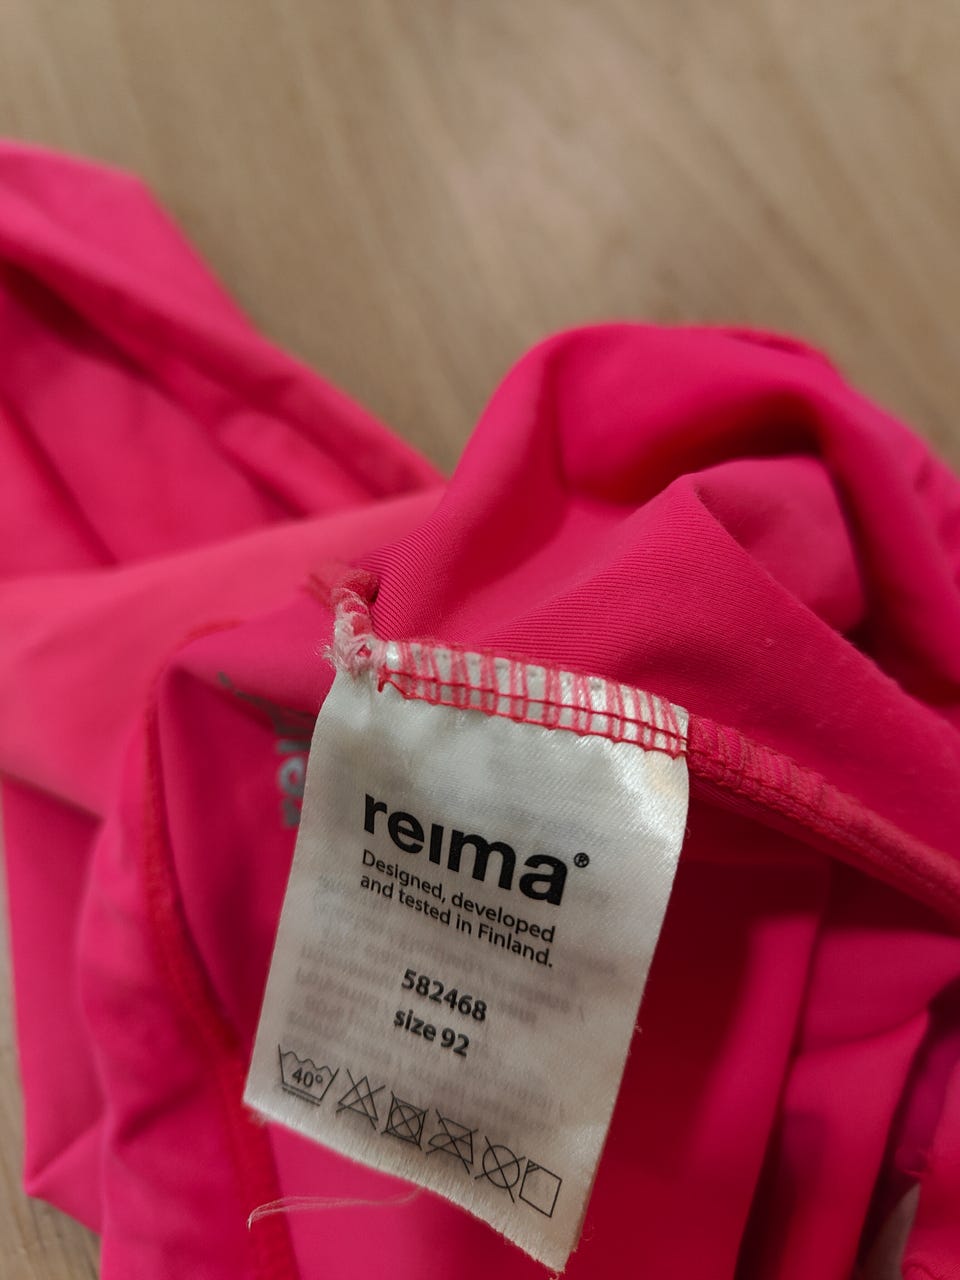 reima®
Designed, developed
and tested in Finland.
582468
size 92
40°